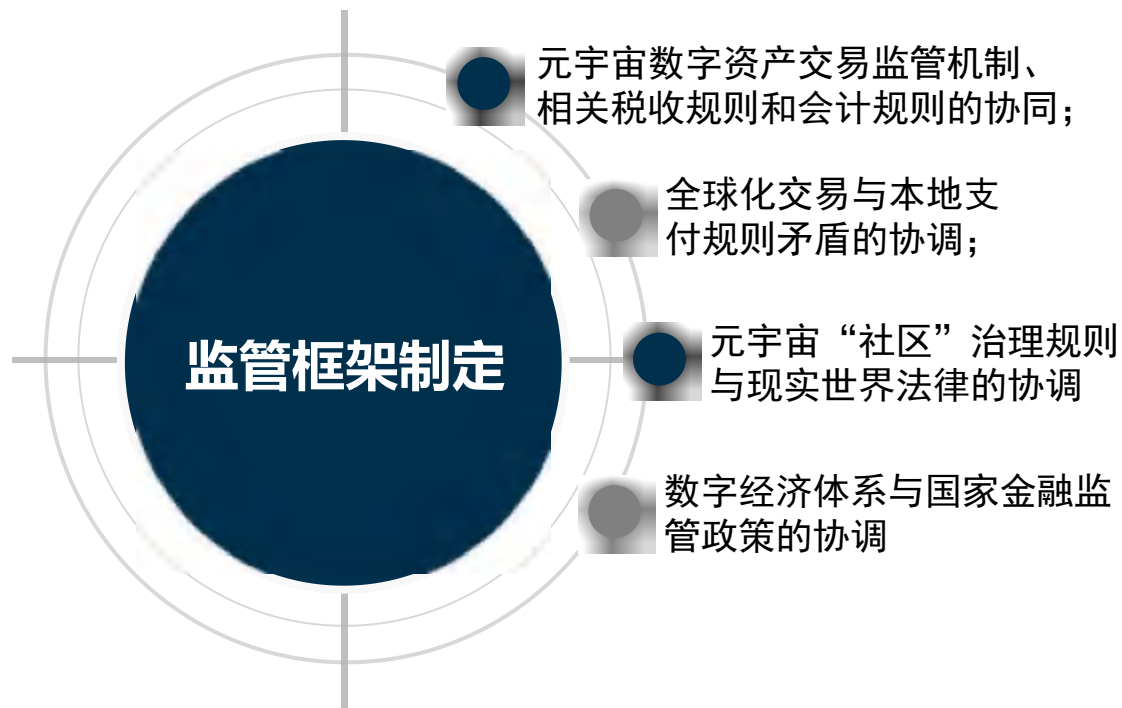 元宇宙数字资产交易监管机制、
相关税收规则和会计规则的协同；
全球化交易与本地支
付规则矛盾的协调；
监管框架制定
元宇宙“社区”治理规则
与现实世界法律的协调
数字经济体系与国家金融监
管政策的协调